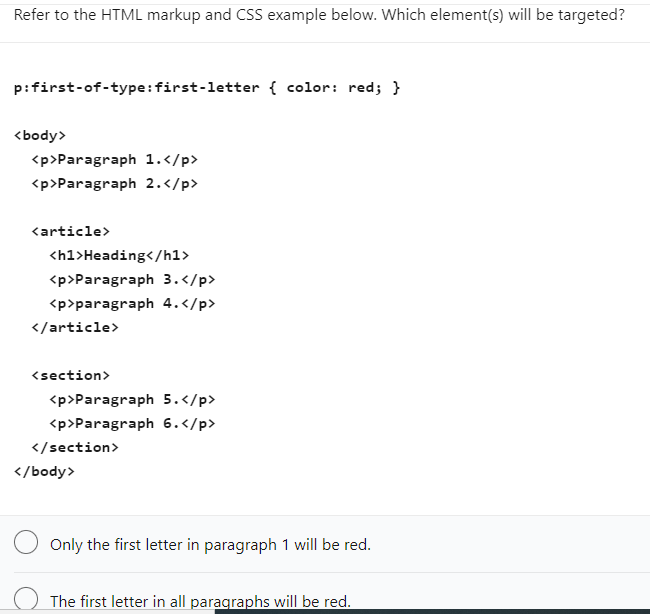 Refer to the HTML markup and CSS example below. Which element(s) will be targeted?
p:first-of-type:first-letter { color: red; }
<body>
<p>Paragraph 1.</p>
<p>Paragraph 2.</p>
<article>
<h1>Heading</h1>
<p>Paragraph 3.</p>
<p>paragraph 4.</p>
</article>
<section>
<p>Paragraph 5.</p>
<p>Paragraph 6.</p>
</section>
</body>
Only the first letter in paragraph 1 will be red.
The first letter in all paragraphs will be red.